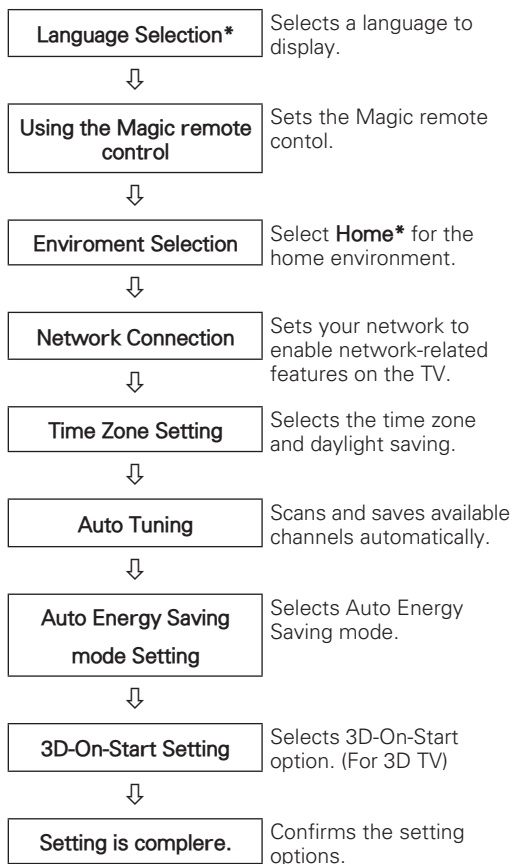 Language Selection*
Selects a language to
display.
Using the Magic remote
control
Sets the Magic remote
contol.
Enviroment Selection
Select Home* for the
home environment.
Network Connection
Sets your network to
enable network-related
features on the TV.
Time Zone Setting
Selects the time zone
and daylight saving.
Auto Tuning
Scans and saves available
channels automatically.
Auto Energy Saving
mode Setting
Selects Auto Energy
Saving mode.
3D-On-Start Setting
Selects 3D-On-Start
option. (For 3D TV)
Setting is complere.
Confirms the setting
options.